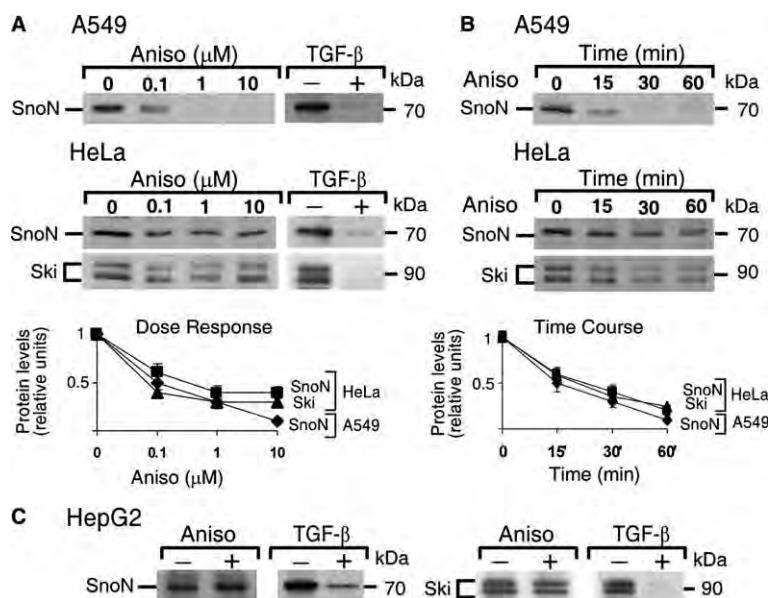 A A549
Aniso (μM) TGF-β
0 0.1 1 10 – + kDa
SnoN 70
HeLa
Aniso (μM) TGF-β
0 0.1 1 10 – + kDa
SnoN 70
Ski 90
Dose Response
Protein levels
(relative units)
1
0.5
SnoN
Ski
HeLa
SnoN A549
0 0.1 1 10
Aniso (μM)
B A549
Time (min)
Aniso 0 15 30 60 kDa
SnoN 70
HeLa
Time (min)
Aniso 0 15 30 60 kDa
SnoN 70
Ski 90
Time Course
Protein levels
(relative units)
1
0.5
SnoN
Ski
HeLa
SnoN A549
0 15' 30' 60'
Time (min)
C HepG2
Aniso TGF-β
– + – + kDa
SnoN 70
Aniso TGF-β
– + – + kDa
Ski 90